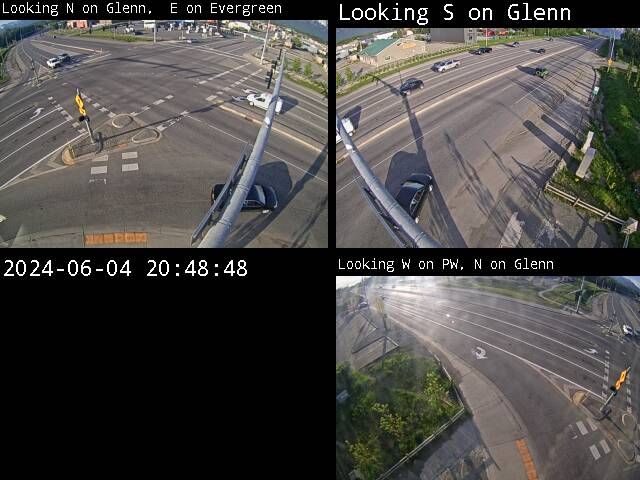 Looking N on Glenn,  E on Evergreen
Looking S on Glenn
2024-06-04 20:48:48
Looking W on PW, N on Glenn